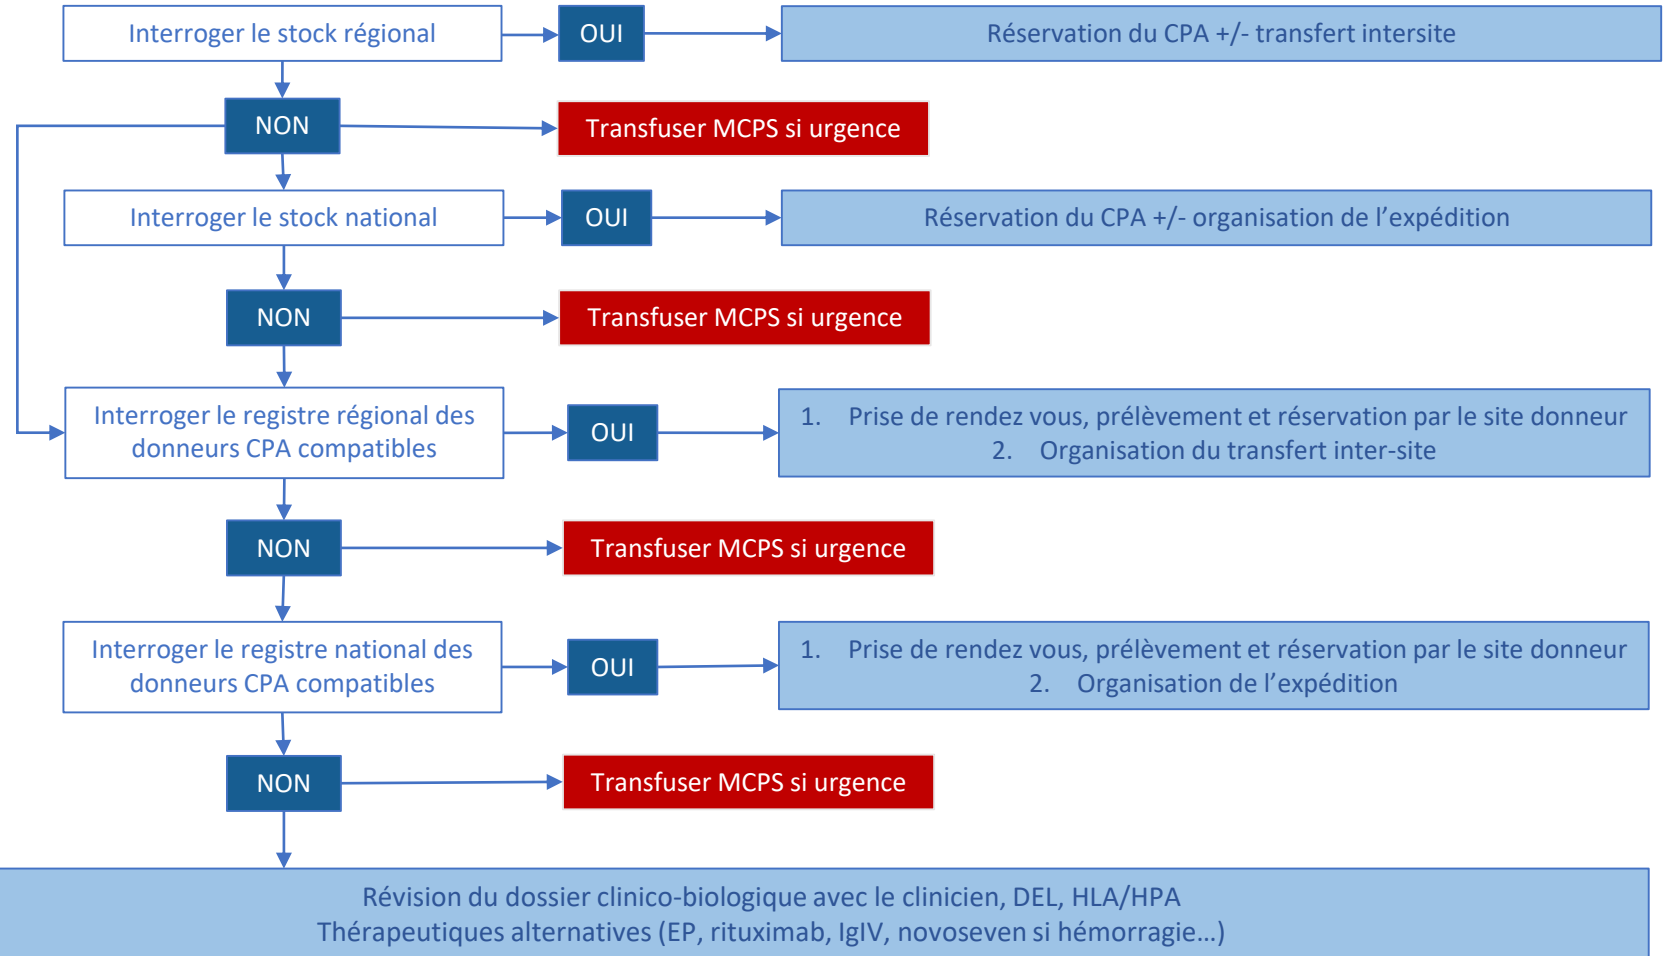 Interroger le stock régional
OUI
Réservation du CPA +/- transfert intersite
NON
Transfuser MCPS si urgence
Interroger le stock national
OUI
Réservation du CPA +/- organisation de l’expédition
NON
Transfuser MCPS si urgence
Interroger le registre régional des
donneurs CPA compatibles
OUI
1. Prise de rendez vous, prélèvement et réservation par le site donneur
2. Organisation du transfert inter-site
NON
Transfuser MCPS si urgence
Interroger le registre national des
donneurs CPA compatibles
OUI
1. Prise de rendez vous, prélèvement et réservation par le site donneur
2. Organisation de l’expédition
NON
Transfuser MCPS si urgence
Révision du dossier clinico-biologique avec le clinicien, DEL, HLA/HPA
Thérapeutiques alternatives (EP, rituximab, IgIV, novoseven si hémorragie…)